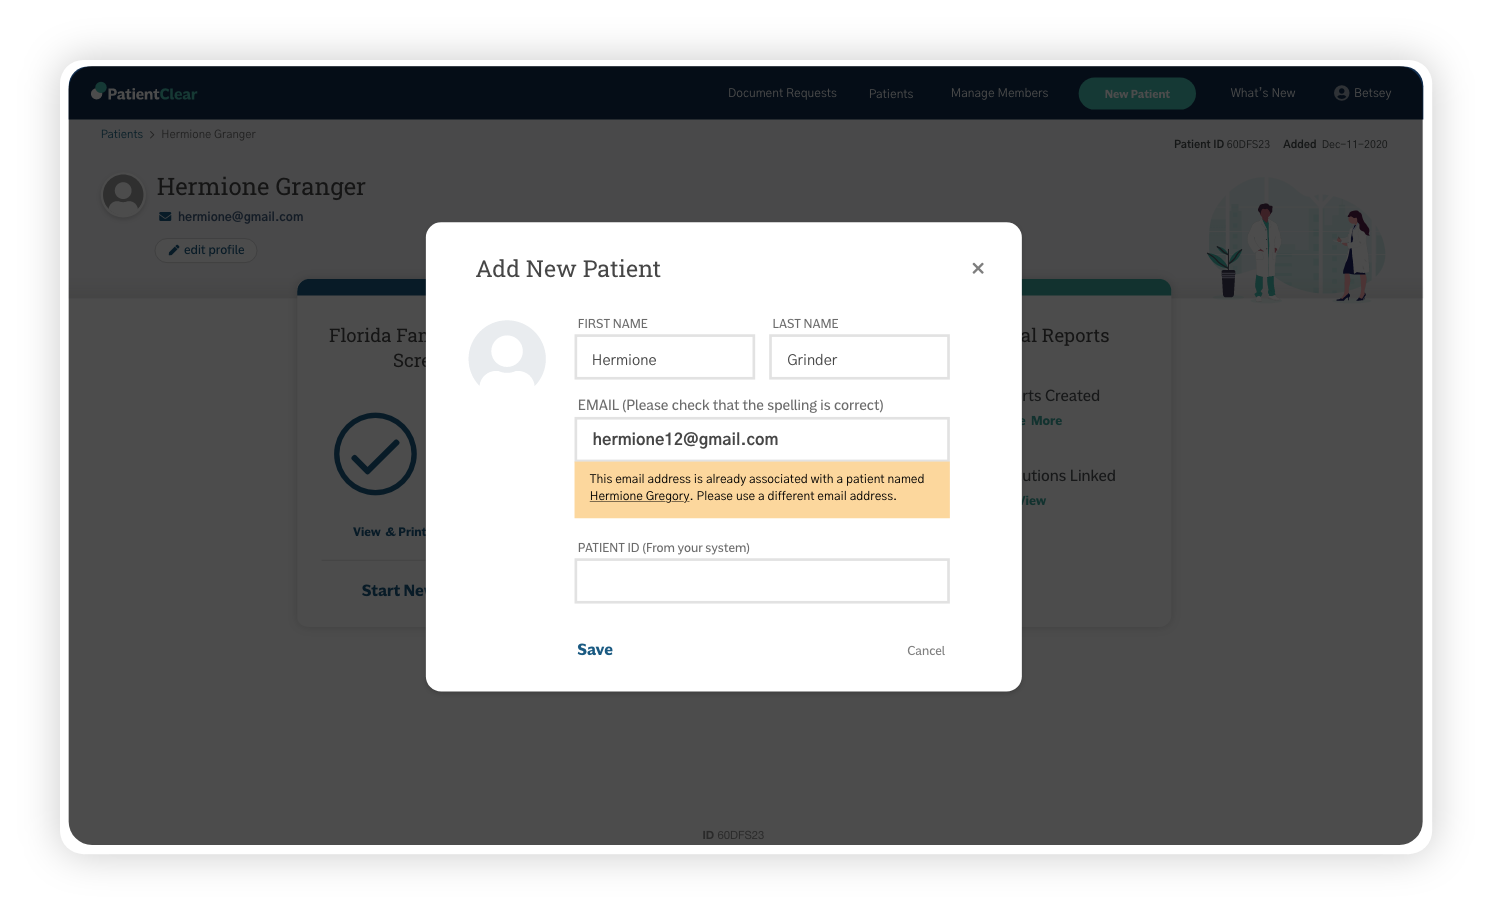 PatientClear
Document Requests
Patients
Manage Members
New Patient
What's New
Betsey
Patients > Hermione Granger
Patient ID 60DFS23 Added Dec-11-2020
Hermione Granger
hermione@gmail.com
edit profile
Florida Fam
Scre
View & Print
Start Ne
Add New Patient
×
FIRST NAME
LAST NAME
Hermione
Grinder
EMAIL (Please check that the spelling is correct)
hermione12@gmail.com
This email address is already associated with a patient named
Hermione Gregory. Please use a different email address.
PATIENT ID (From your system)
Save
Cancel
al Reports
rts Created
e More
utions Linked
View
ID 60DFS23